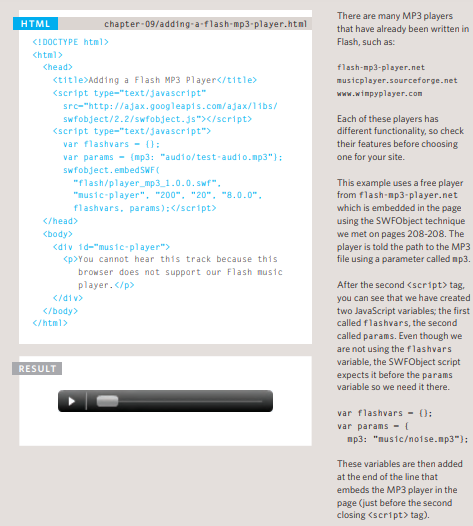 HTML
chapter-09/adding-a-flash-mp3-player.html
<!DOCTYPE html>
<html>
<head>
<title>Adding a Flash MP3 Player</title>
<script type="text/javascript"
src="http://ajax.googleapis.com/ajax/libs/
swfobject/2.2/swfobject.js"></script>
<script type="text/javascript">
var flashvars = {};
var params = {mp3: "audio/test-audio.mp3"};
swfobject.embedSWF(
"flash/player_mp3_1.0.0.swf",
"music-player", "200", "20", "8.0.0",
flashvars, params);</script>
</head>
<body>
<div id="music-player">
<p>You cannot hear this track because this
browser does not support our Flash music
player.</p>
</div>
</body>
</html>
RESULT
There are many MP3 players
that have already been written in
Flash, such as:
flash-mp3-player.net
musicplayer.sourceforge.net
www.wimpyplayer.com
Each of these players has
different functionality, so check
their features before choosing
one for your site.
This example uses a free player
from flash-mp3-player.net
which is embedded in the page
using the SWFObject technique
we met on pages 208-208. The
player is told the path to the MP3
file using a parameter called mp3.
After the second <script> tag,
you can see that we have created
two JavaScript variables; the first
called flashvars, the second
called params. Even though we
are not using the flashvars
variable, the SWFObject script
expects it before the params
variable so we need it there.
var flashvars = {};
var params = {
mp3: "music/noise.mp3"};
These variables are then added
at the end of the line that
embeds the MP3 player in the
page (just before the second
closing <script> tag).